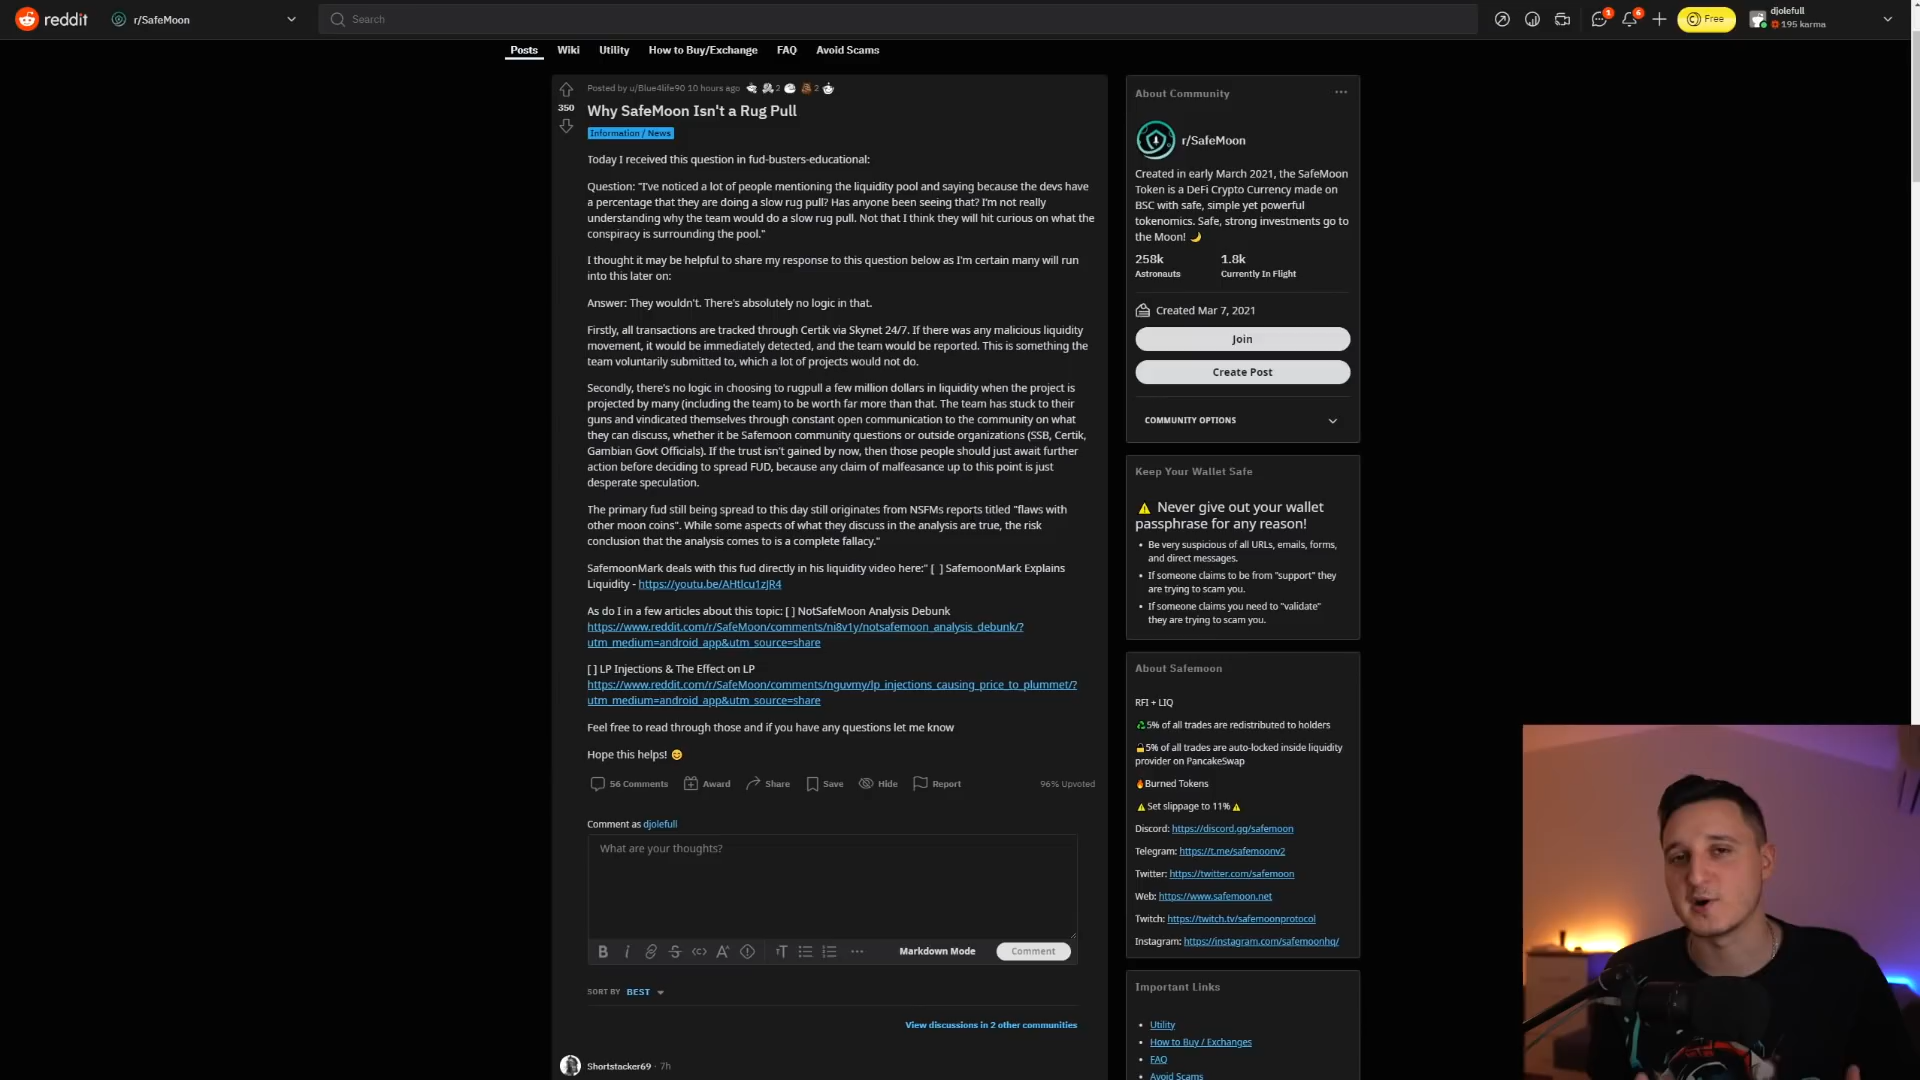 reddit
r/SafeMoon
Search
1
6
Free
djolefull
195 karma
Posts
Wiki
Utility
How to Buy/Exchange
FAQ
Avoid Scams
350
Posted by u/Blue4life90 10 hours ago
2
2
Why SafeMoon Isn't a Rug Pull
Information / News
Today I received this question in fud-busters-educational:
Question: "I've noticed a lot of people mentioning the liquidity pool and saying because the devs have
a percentage that they are doing a slow rug pull? Has anyone been seeing that? I'm not really
understanding why the team would do a slow rug pull. Not that I think they will hit curious on what the
conspiracy is surrounding the pool."
I thought it may be helpful to share my response to this question below as I'm certain many will run
into this later on:
Answer: They wouldn't. There's absolutely no logic in that.
Firstly, all transactions are tracked through Certik via Skynet 24/7. If there was any malicious liquidity
movement, it would be immediately detected, and the team would be reported. This is something the
team voluntarily submitted to, which a lot of projects would not do.
Secondly, there's no logic in choosing to rugpull a few million dollars in liquidity when the project is
projected by many (including the team) to be worth far more than that. The team has stuck to their
guns and vindicated themselves through constant open communication to the community on what
they can discuss, whether it be Safemoon community questions or outside organizations (SSB, Certik,
Gambian Govt Officials). If the trust isn't gained by now, then those people should just await further
action before deciding to spread FUD, because any claim of malfeasance up to this point is just
desperate speculation.
The primary fud still being spread to this day still originates from NSFMs reports titled "flaws with
other moon coins". While some aspects of what they discuss in the analysis are true, the risk
conclusion that the analysis comes to is a complete fallacy."
SafemoonMark deals with this fud directly in his liquidity video here:" [ ] SafemoonMark Explains
Liquidity - https://youtu.be/AHtlcu1zJR4
As do I in a few articles about this topic: [ ] NotSafeMoon Analysis Debunk
https://www.reddit.com/r/SafeMoon/comments/ni8v1y/notsafemoon_analysis_debunk/?
utm_medium=android_app&utm_source=share
[ ] LP Injections & The Effect on LP
https://www.reddit.com/r/SafeMoon/comments/nguvmy/lp_injections_causing_price_to_plummet/?
utm_medium=android_app&utm_source=share
Feel free to read through those and if you have any questions let me know
Hope this helps! 😊
56 Comments
Award
Share
Save
Hide
Report
96% Upvoted
Comment as djolefull
What are your thoughts?
Markdown Mode
Comment
SORT BY BEST
View discussions in 2 other communities
Shortstacker69 · 7h
About Community
r/SafeMoon
Created in early March 2021, the SafeMoon
Token is a DeFi Crypto Currency made on
BSC with safe, simple yet powerful
tokenomics. Safe, strong investments go to
the Moon! 🌙
258k
Astronauts
1.8k
Currently In Flight
Created Mar 7, 2021
Join
Create Post
COMMUNITY OPTIONS
Keep Your Wallet Safe
⚠️ Never give out your wallet
passphrase for any reason!
• Be very suspicious of all URLs, emails, forms,
and direct messages.
• If someone claims to be from "support" they
are trying to scam you.
• If someone claims you need to "validate"
they are trying to scam you.
About Safemoon
RFI + LIQ
♻️5% of all trades are redistributed to holders
🔒5% of all trades are auto-locked inside liquidity
provider on PancakeSwap
🔥Burned Tokens
⚠️Set slippage to 11%⚠️
Discord: https://discord.gg/safemoon
Telegram: https://t.me/safemoonv2
Twitter: https://twitter.com/safemoon
Web: https://www.safemoon.net
Twitch: https://twitch.tv/safemoonprotocol
Instagram: https://instagram.com/safemoonhq/
Important Links
• Utility
• How to Buy / Exchanges
• FAQ
• Avoid Scams